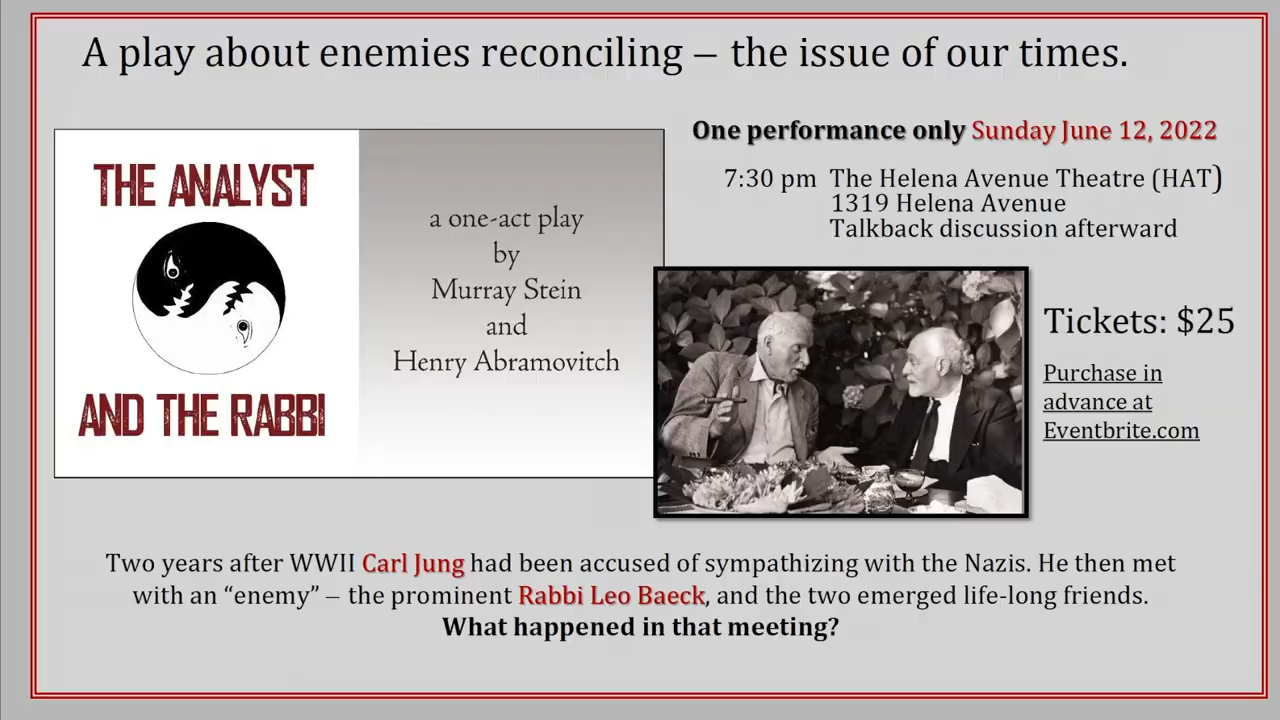 A play about enemies reconciling – the issue of our times.
THE ANALYST
AND THE RABBI
a one-act play
by
Murray Stein
and
Henry Abramovitch
One performance only Sunday June 12, 2022
7:30 pm The Helena Avenue Theatre (HAT)
1319 Helena Avenue
Talkback discussion afterward
Tickets: $25
Purchase in
advance at
Eventbrite.com
Two years after WWII Carl Jung had been accused of sympathizing with the Nazis. He then met
with an “enemy” – the prominent Rabbi Leo Baeck, and the two emerged life-long friends.
What happened in that meeting?